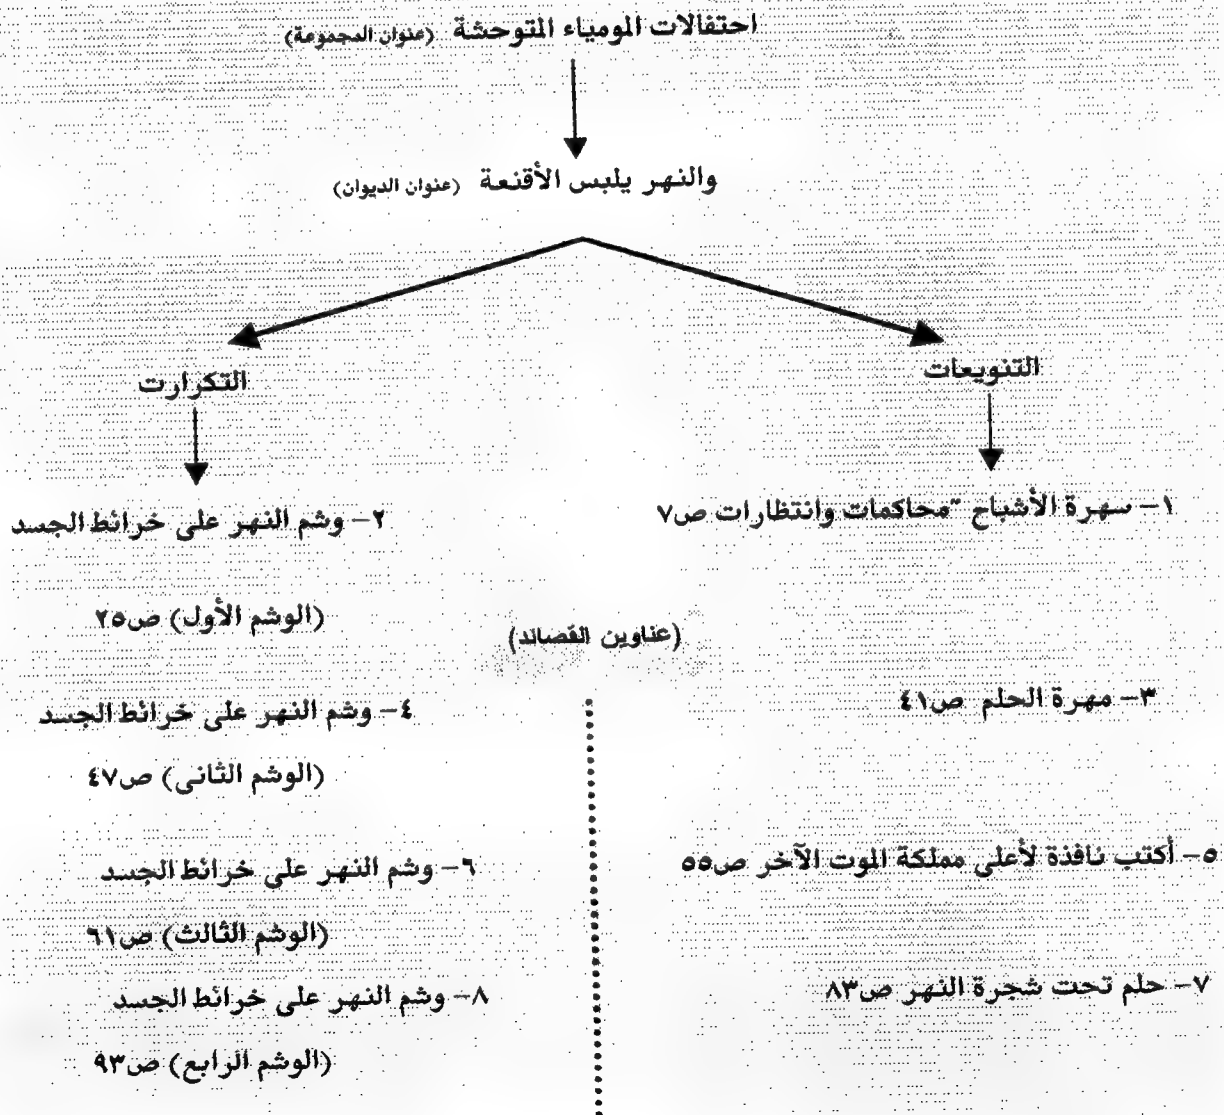 احتفالات المومياء المتوحشة (عنوان المجموعة)
والنهر يلبس الأقنعة (عنوان الديوان)
التنويعات
التكرارت
١- سهرة الأشباح "محاكمات وانتظارات ص٧
٢- وشم النهر على خرائط الجسد
(الوشم الأول) ص٢٥
(عناوين القصائد)
٣- مهرة الحلم ص٤١
٤- وشم النهر على خرائط الجسد
(الوشم الثانى) ص٤٧
٥- أكتب نافذة لأعلى مملكة الموت الآخر ص٥٥
٦- وشم النهر على خرائط الجسد
(الوشم الثالث) ص٦١
٧- حلم تحت شجرة النهر ص٨٣
٨- وشم النهر على خرائط الجسد
(الوشم الرابع) ص٩٣